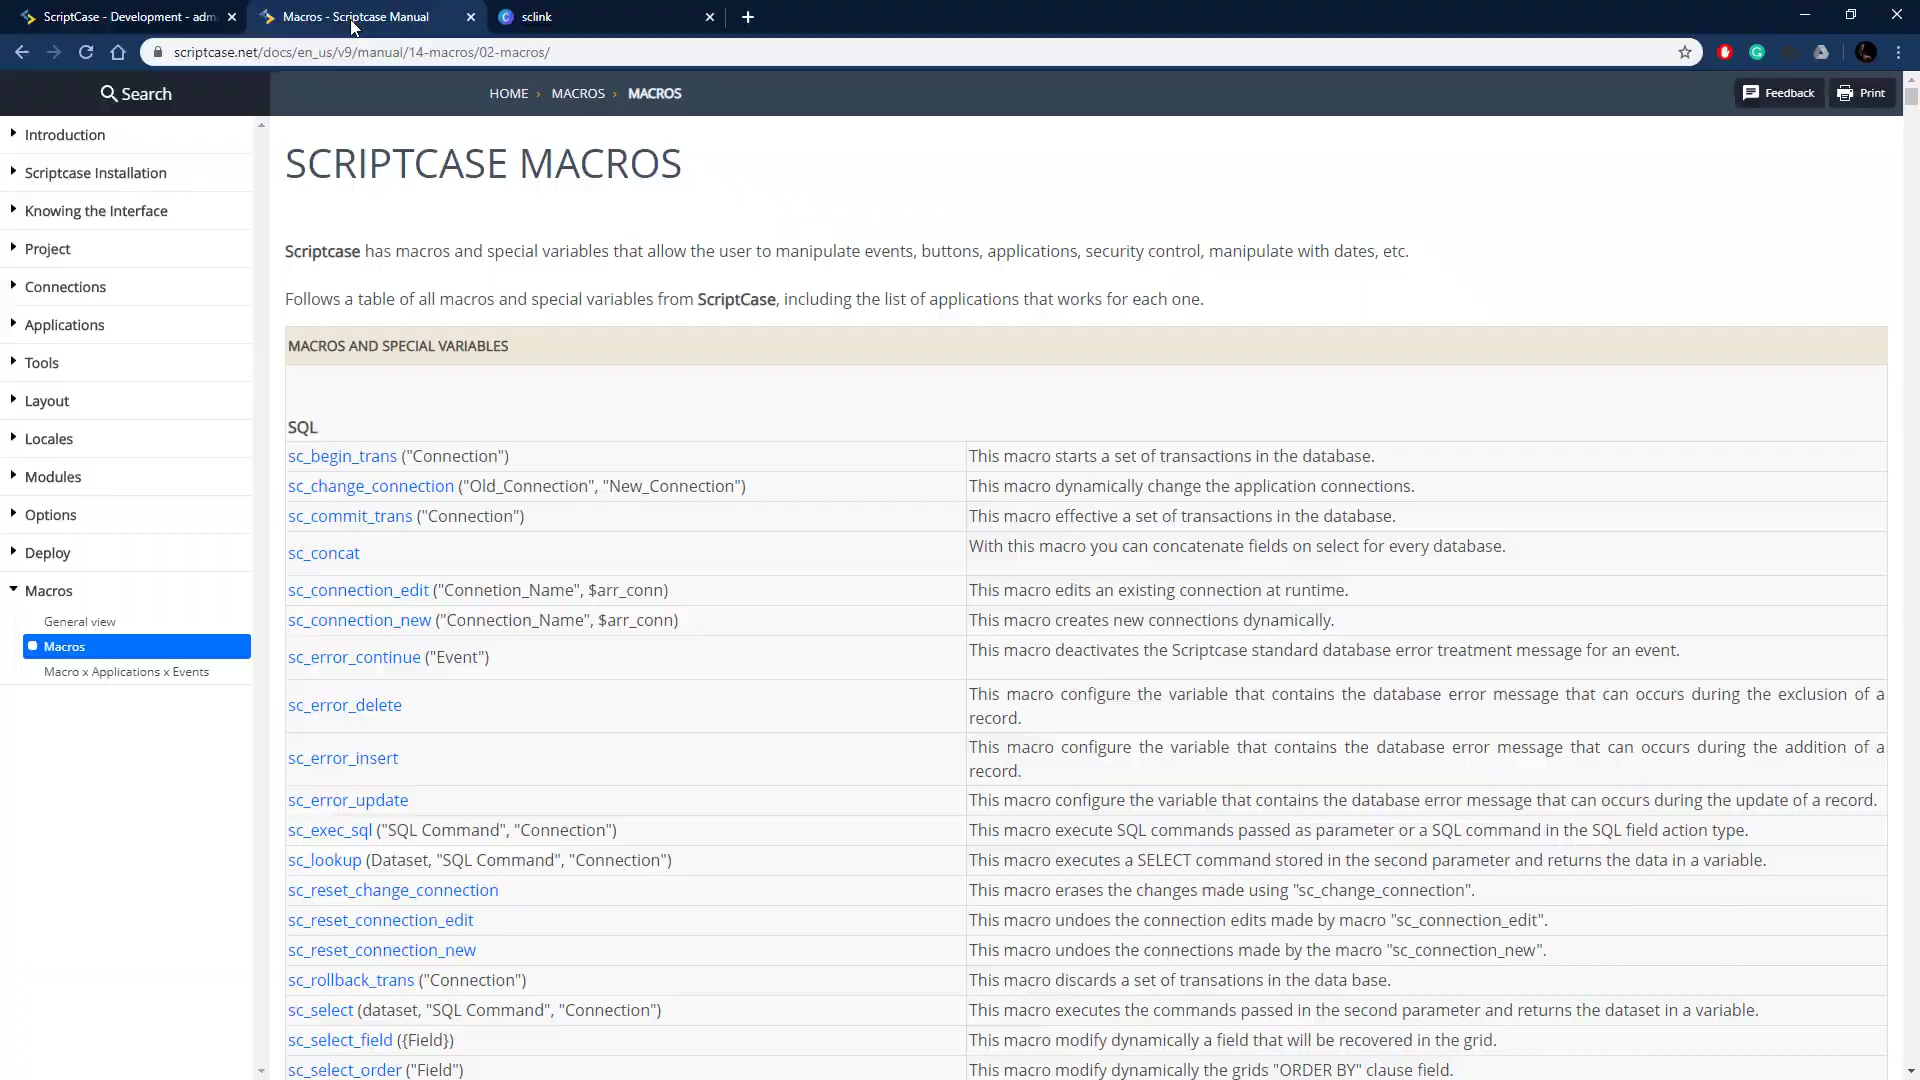 ScriptCase - Development - adm
Macros - Scriptcase Manual
sclink
scriptcase.net/docs/en_us/v9/manual/14-macros/02-macros/
Search
HOME › MACROS › MACROS
Feedback
Print
Introduction
Scriptcase Installation
Knowing the Interface
Project
Connections
Applications
Tools
Layout
Locales
Modules
Options
Deploy
Macros
General view
Macros
Macro x Applications x Events
SCRIPTCASE MACROS
Scriptcase has macros and special variables that allow the user to manipulate events, buttons, applications, security control, manipulate with dates, etc.
Follows a table of all macros and special variables from ScriptCase, including the list of applications that works for each one.
MACROS AND SPECIAL VARIABLES
SQL
sc_begin_trans ("Connection") This macro starts a set of transactions in the database.
sc_change_connection ("Old_Connection", "New_Connection") This macro dynamically change the application connections.
sc_commit_trans ("Connection") This macro effective a set of transactions in the database.
sc_concat With this macro you can concatenate fields on select for every database.
sc_connection_edit ("Connetion_Name", $arr_conn) This macro edits an existing connection at runtime.
sc_connection_new ("Connection_Name", $arr_conn) This macro creates new connections dynamically.
sc_error_continue ("Event") This macro deactivates the Scriptcase standard database error treatment message for an event.
sc_error_delete This macro configure the variable that contains the database error message that can occurs during the exclusion of a
record.
sc_error_insert This macro configure the variable that contains the database error message that can occurs during the addition of a
record.
sc_error_update This macro configure the variable that contains the database error message that can occurs during the update of a record.
sc_exec_sql ("SQL Command", "Connection") This macro execute SQL commands passed as parameter or a SQL command in the SQL field action type.
sc_lookup (Dataset, "SQL Command", "Connection") This macro executes a SELECT command stored in the second parameter and returns the data in a variable.
sc_reset_change_connection This macro erases the changes made using "sc_change_connection".
sc_reset_connection_edit This macro undoes the connection edits made by macro "sc_connection_edit".
sc_reset_connection_new This macro undoes the connections made by the macro "sc_connection_new".
sc_rollback_trans ("Connection") This macro discards a set of transations in the data base.
sc_select (dataset, "SQL Command", "Connection") This macro executes the commands passed in the second parameter and returns the dataset in a variable.
sc_select_field ({Field}) This macro modify dynamically a field that will be recovered in the grid.
sc_select_order ("Field") This macro modify dynamically the grids "ORDER BY" clause field.